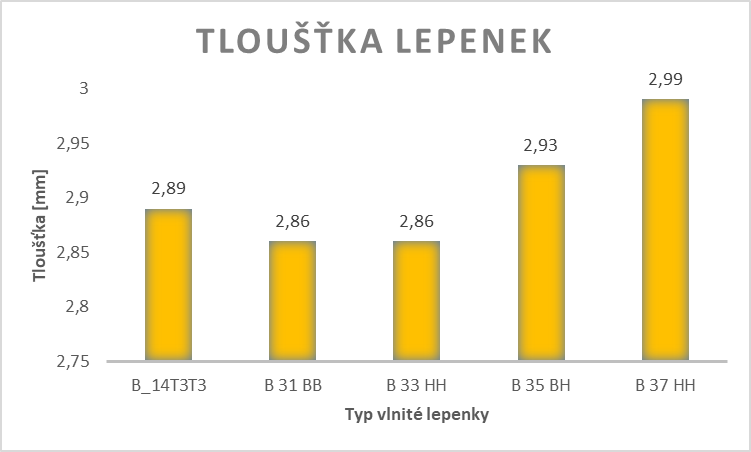 TLOUŠŤKA LEPENEK
Tloušťka [mm]
3
2,95
2,9
2,85
2,8
2,75
2,89
2,86
2,86
2,93
2,99
B_14T3T3
B 31 BB
B 33 HH
B 35 BH
B 37 HH
Typ vlnité lepenky